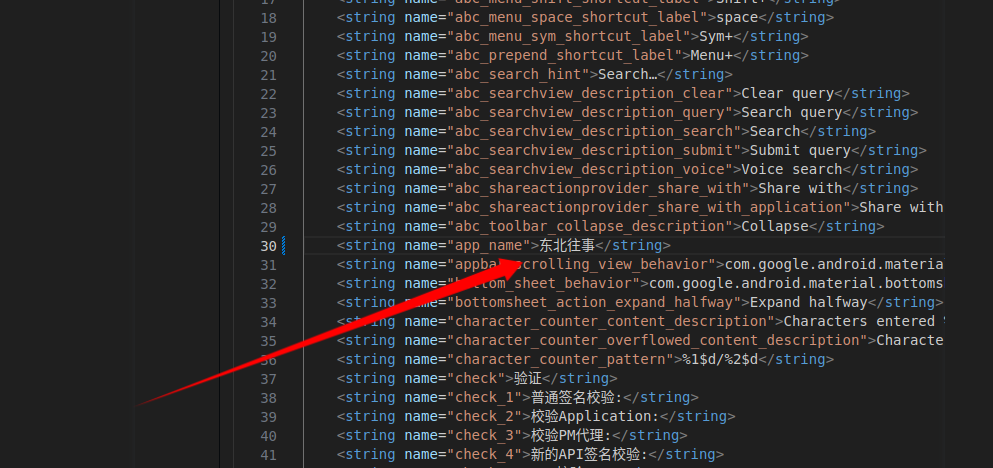 17 <string name="abc_menu_shift_shortcut_label">Shift+</string>
18 <string name="abc_menu_space_shortcut_label">space</string>
19 <string name="abc_menu_sym_shortcut_label">Sym+</string>
20 <string name="abc_prepend_shortcut_label">Menu+</string>
21 <string name="abc_search_hint">Search…</string>
22 <string name="abc_searchview_description_clear">Clear query</string>
23 <string name="abc_searchview_description_query">Search query</string>
24 <string name="abc_searchview_description_search">Search</string>
25 <string name="abc_searchview_description_submit">Submit query</string>
26 <string name="abc_searchview_description_voice">Voice search</string>
27 <string name="abc_shareactionprovider_share_with">Share with</string>
28 <string name="abc_shareactionprovider_share_with_application">Share with
29 <string name="abc_toolbar_collapse_description">Collapse</string>
30 <string name="app_name">东北往事</string>
31 <string name="appbar_scrolling_view_behavior">com.google.android.materia
32 <string name="bottom_sheet_behavior">com.google.android.material.bottoms
33 <string name="bottomsheet_action_expand_halfway">Expand halfway</string>
34 <string name="character_counter_content_description">Characters entered %
35 <string name="character_counter_overflowed_content_description">Characte
36 <string name="character_counter_pattern">%1$d/%2$d</string>
37 <string name="check">验证</string>
38 <string name="check_1">普通签名校验:</string>
39 <string name="check_2">校验Application:</string>
40 <string name="check_3">校验PM代理:</string>
41 <string name="check_4">新的API签名校验:</string>